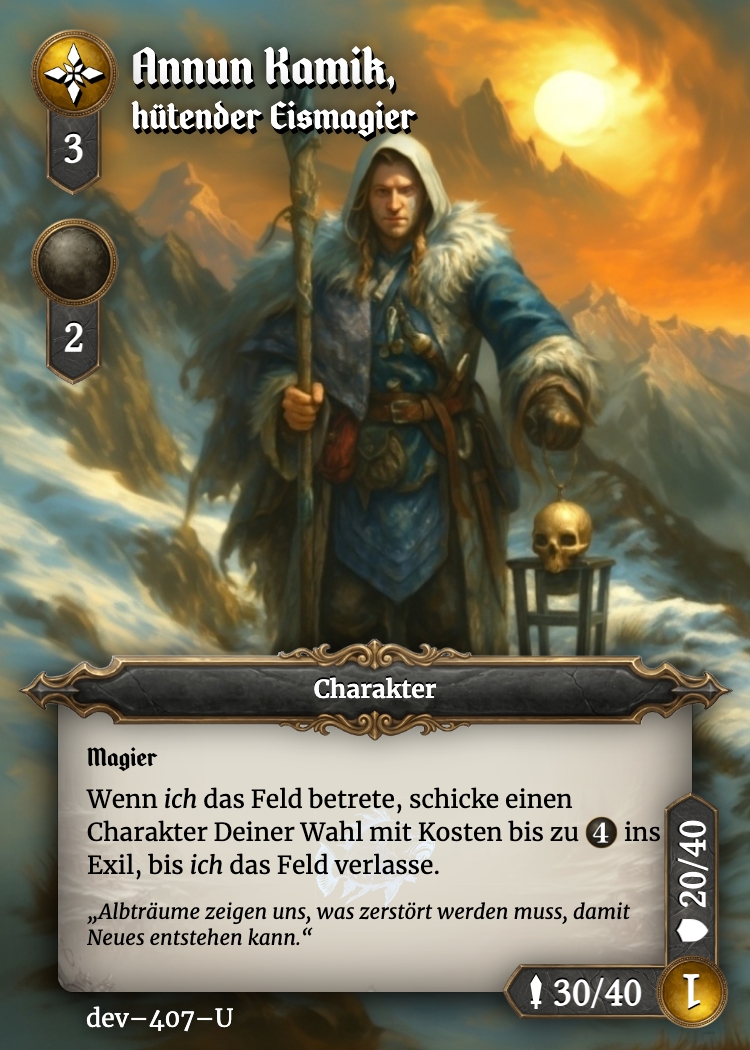 Annun Kamik,
hütender Eismagier
3
2
Charakter
Magier
Wenn ich das Feld betrete, schicke einen
Charakter Deiner Wahl mit Kosten bis zu 4 ins
Exil, bis ich das Feld verlasse.
„Albträume zeigen uns, was zerstört werden muss, damit
Neues entstehen kann.“
20/40
30/40
1
dev–407–U